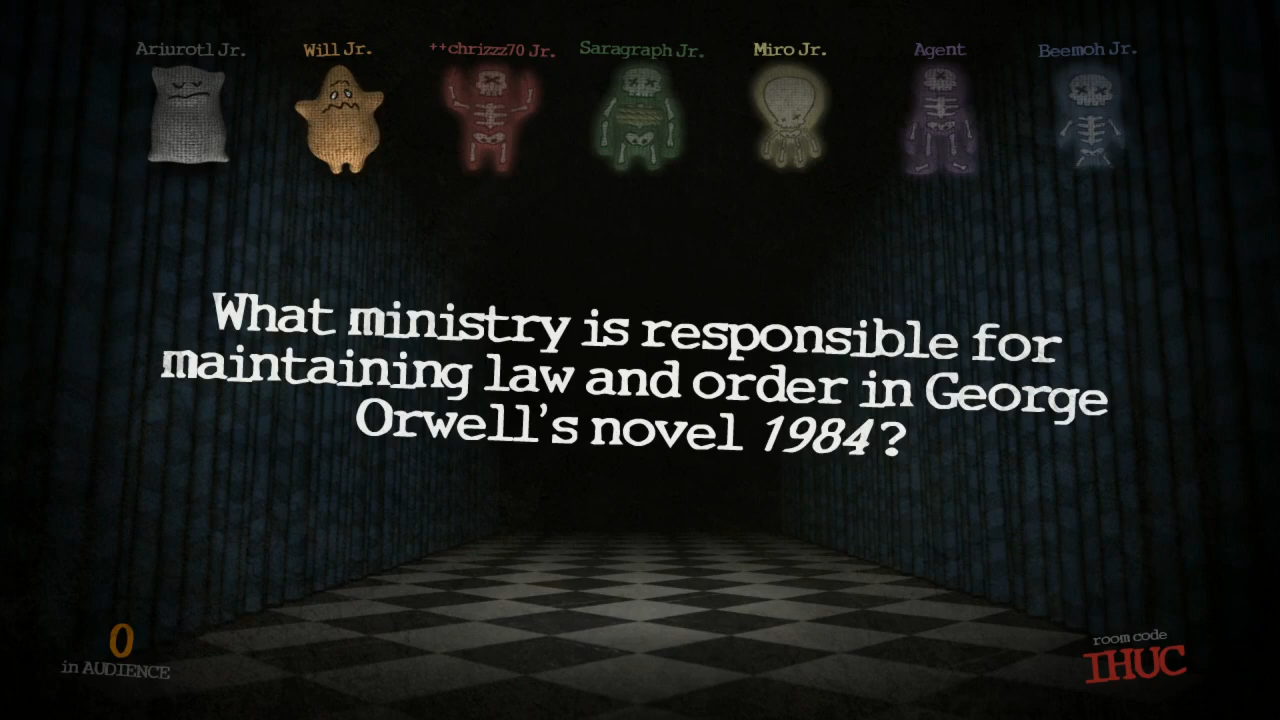 Ariurotl Jr.
Will Jr.
++chrizzz70 Jr.
Saragraph Jr.
Miro Jr.
Agent
Beemoh Jr.
What ministry is responsible for
maintaining law and order in George
Orwell's novel 1984?
0
in AUDIENCE
room code
IHUC